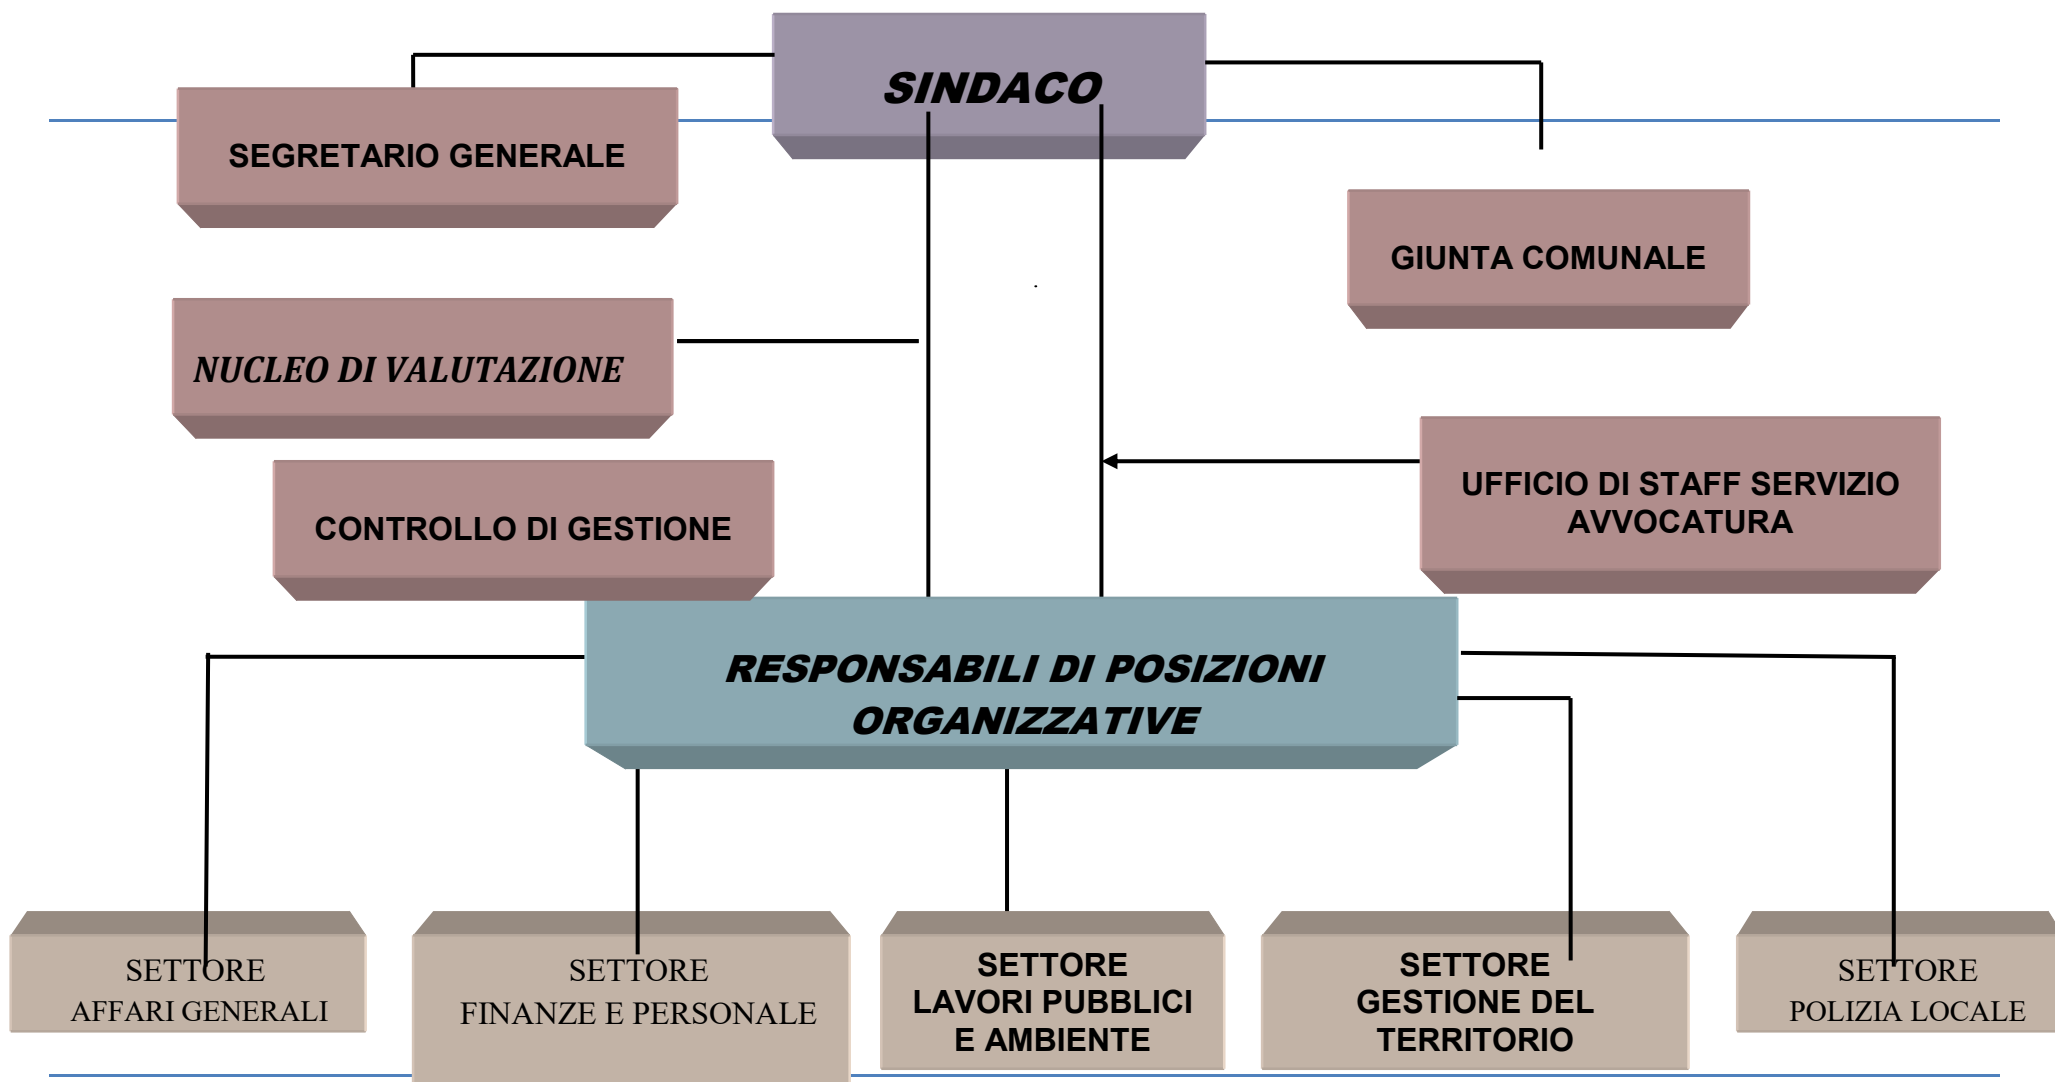 SINDACO
SEGRETARIO GENERALE
GIUNTA COMUNALE
NUCLEO DI VALUTAZIONE
UFFICIO DI STAFF SERVIZIO
AVVOCATURA
CONTROLLO DI GESTIONE
RESPONSABILI DI POSIZIONI
ORGANIZZATIVE
SETTORE
AFFARI GENERALI
SETTORE
FINANZE E PERSONALE
SETTORE
LAVORI PUBBLICI
E AMBIENTE
SETTORE
GESTIONE DEL
TERRITORIO
SETTORE
POLIZIA LOCALE